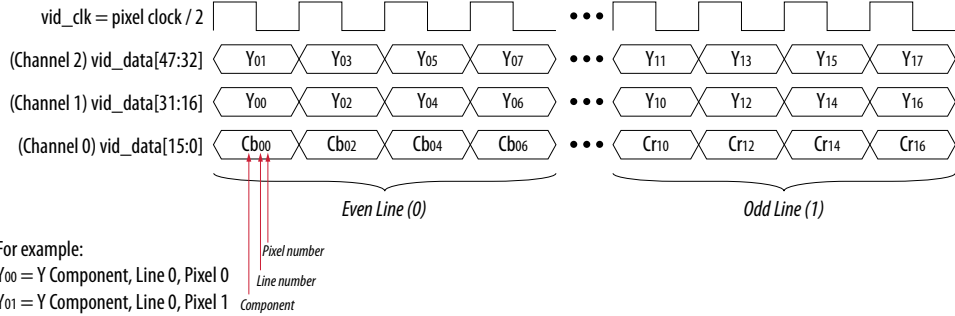 vid_clk = pixel clock / 2
(Channel 2) vid_data[47:32] Y01 Y03 Y05 Y07 ••• Y11 Y13 Y15 Y17
(Channel 1) vid_data[31:16] Y00 Y02 Y04 Y06 ••• Y10 Y12 Y14 Y16
(Channel 0) vid_data[15:0] Cb00 Cb02 Cb04 Cb06 ••• Cr10 Cr12 Cr14 Cr16
Even Line (0) Odd Line (1)
For example:
Pixel number
Y00 = Y Component, Line 0, Pixel 0
Line number
Y01 = Y Component, Line 0, Pixel 1
Component